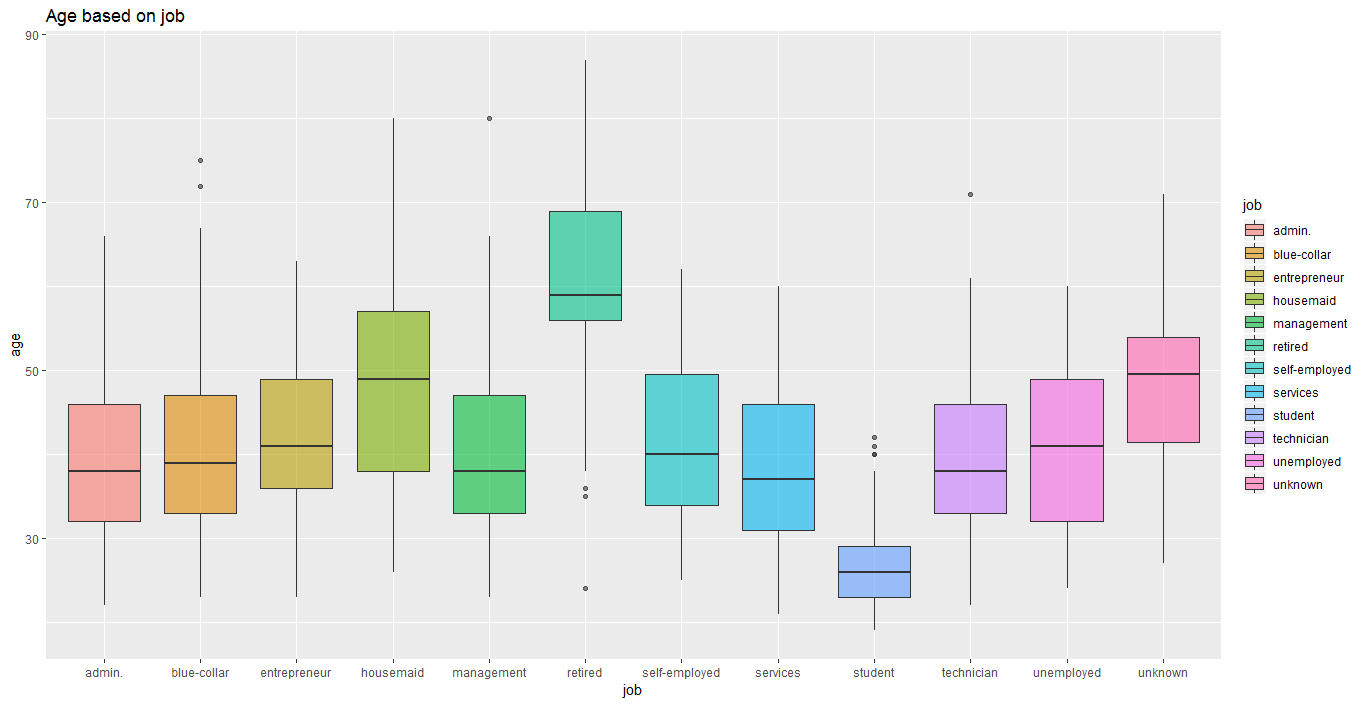 Age based on job
90
70
50
30
age
admin.
blue-collar
entrepreneur
housemaid
management
retired
self-employed
services
student
technician
unemployed
unknown
job
job
admin.
blue-collar
entrepreneur
housemaid
management
retired
self-employed
services
student
technician
unemployed
unknown